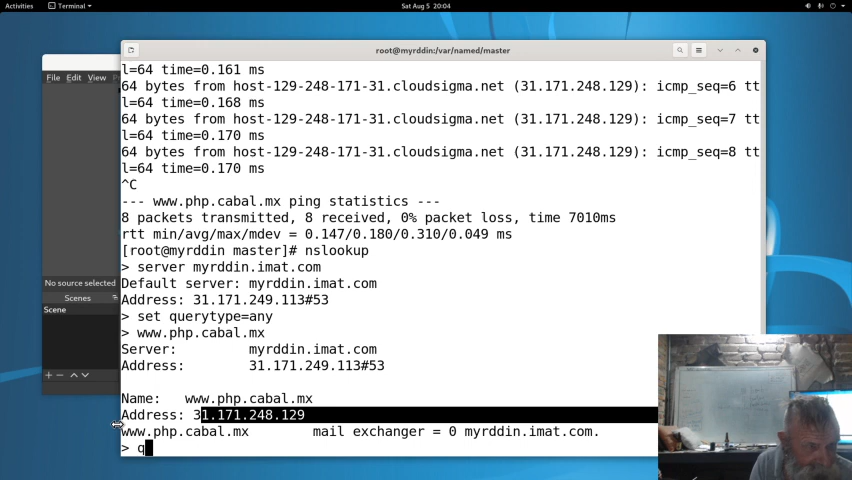 Activities Terminal Sat Aug 5 20:04
root@myrddin:/var/named/master
File Edit View
l=64 time=0.161 ms
64 bytes from host-129-248-171-31.cloudsigma.net (31.171.248.129): icmp_seq=6 tt
l=64 time=0.168 ms
64 bytes from host-129-248-171-31.cloudsigma.net (31.171.248.129): icmp_seq=7 tt
l=64 time=0.170 ms
64 bytes from host-129-248-171-31.cloudsigma.net (31.171.248.129): icmp_seq=8 tt
l=64 time=0.170 ms
^C
--- www.php.cabal.mx ping statistics ---
8 packets transmitted, 8 received, 0% packet loss, time 7010ms
rtt min/avg/max/mdev = 0.147/0.180/0.310/0.049 ms
[root@myrddin master]# nslookup
> server myrddin.imat.com
Default server: myrddin.imat.com
Address: 31.171.249.113#53
> set querytype=any
> www.php.cabal.mx
Server: myrddin.imat.com
Address: 31.171.249.113#53
Name: www.php.cabal.mx
Address: 31.171.248.129
www.php.cabal.mx mail exchanger = 0 myrddin.imat.com.
> q
No source selected
Scenes
Scene